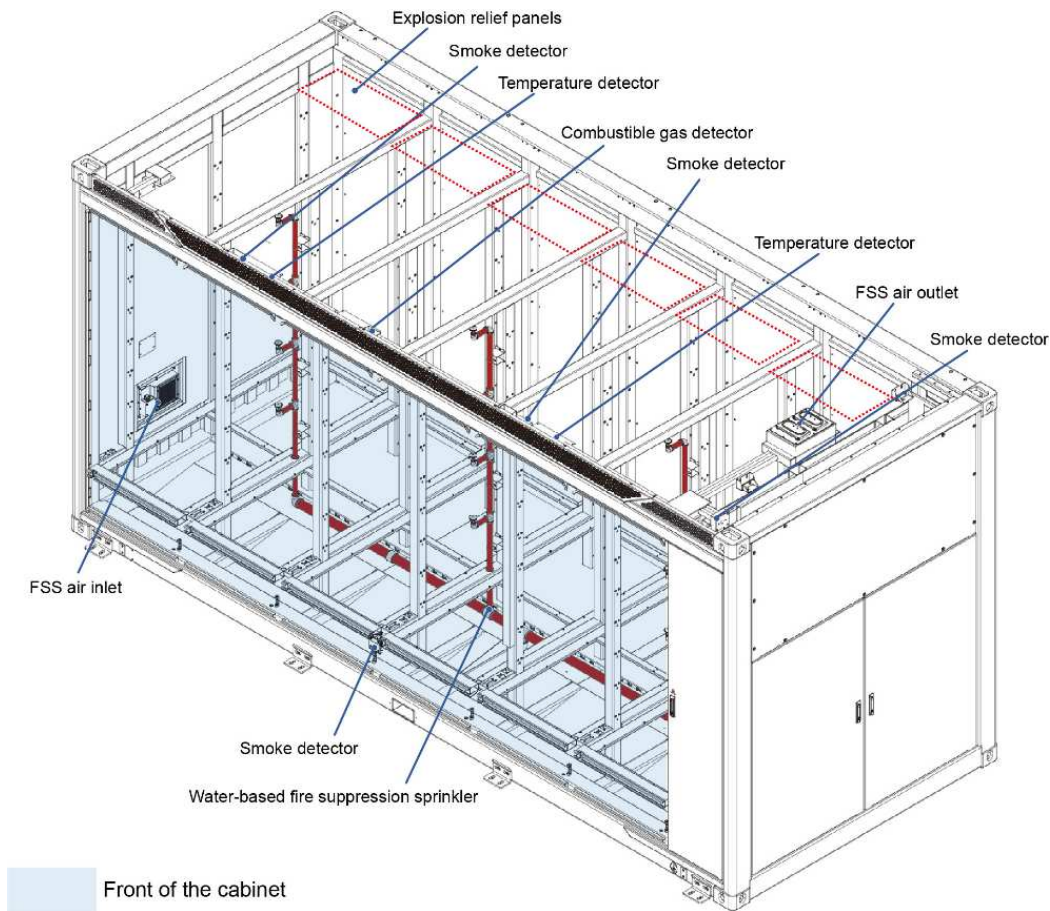 Explosion relief panels
Smoke detector
Temperature detector
Combustible gas detector
Smoke detector
Temperature detector
FSS air outlet
Smoke detector
FSS air inlet
Smoke detector
Water-based fire suppression sprinkler
Front of the cabinet